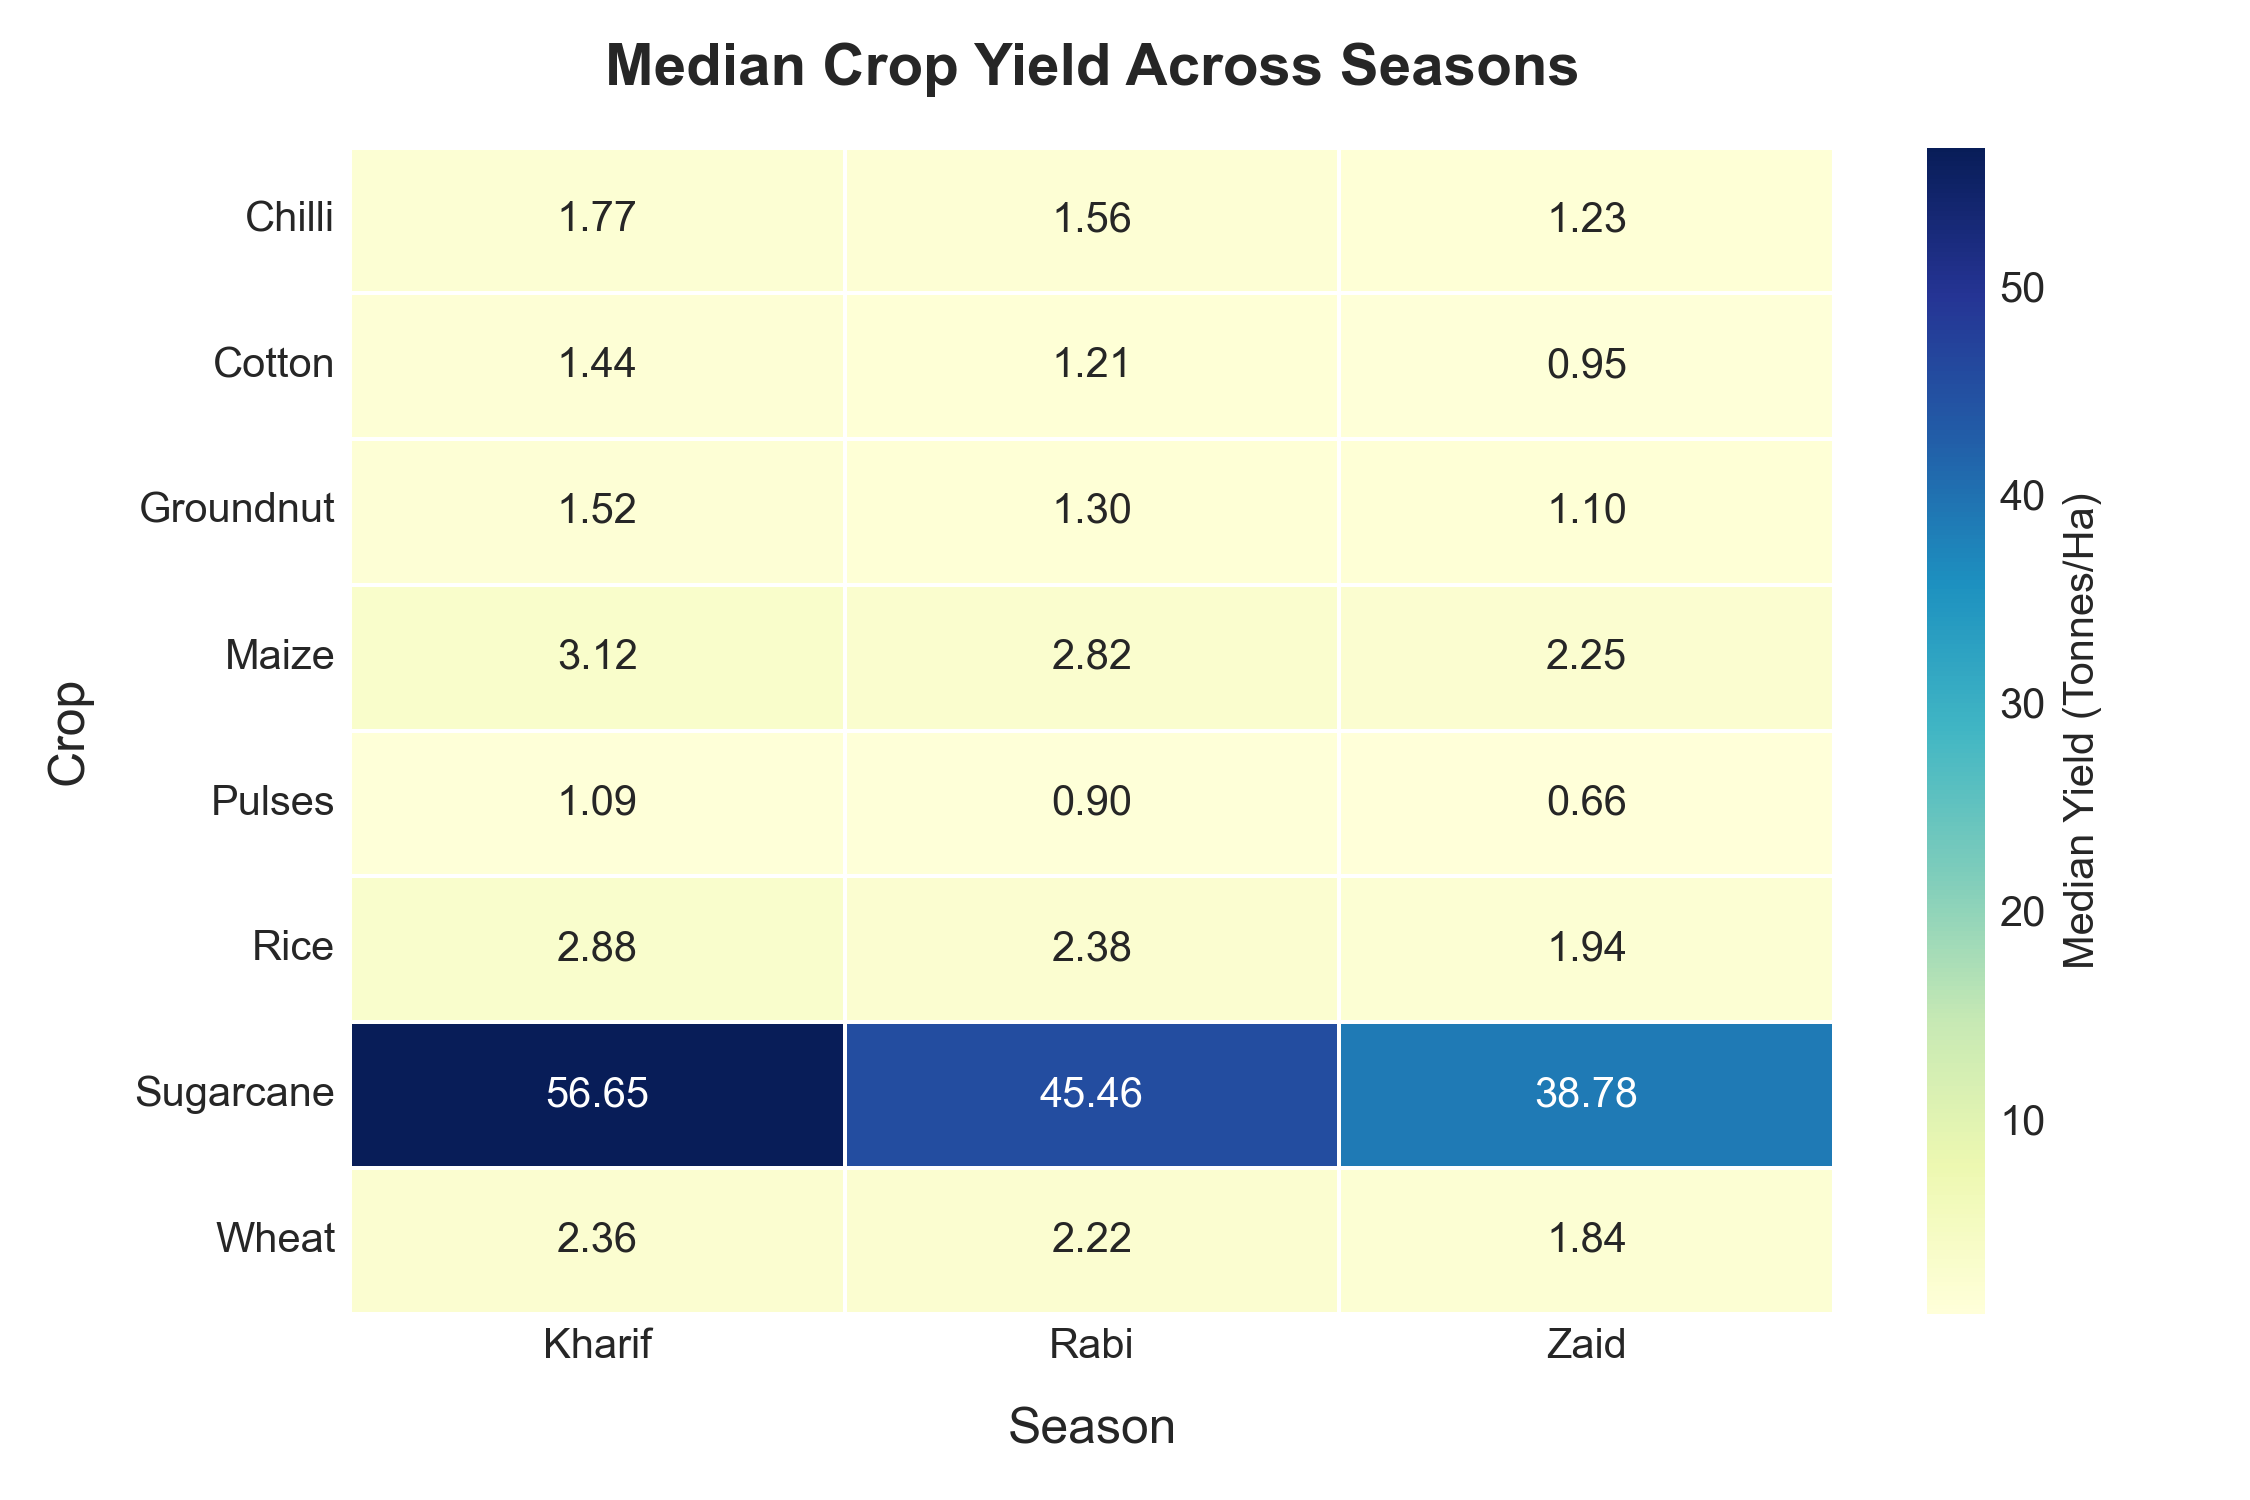 Median Crop Yield Across Seasons
Chilli 1.77 1.56 1.23
Cotton 1.44 1.21 0.95
Groundnut 1.52 1.30 1.10
Maize 3.12 2.82 2.25
Pulses 1.09 0.90 0.66
Rice 2.88 2.38 1.94
Sugarcane 56.65 45.46 38.78
Wheat 2.36 2.22 1.84
Kharif Rabi Zaid
Season
Crop
50
40
30
20
10
Median Yield (Tonnes/Ha)